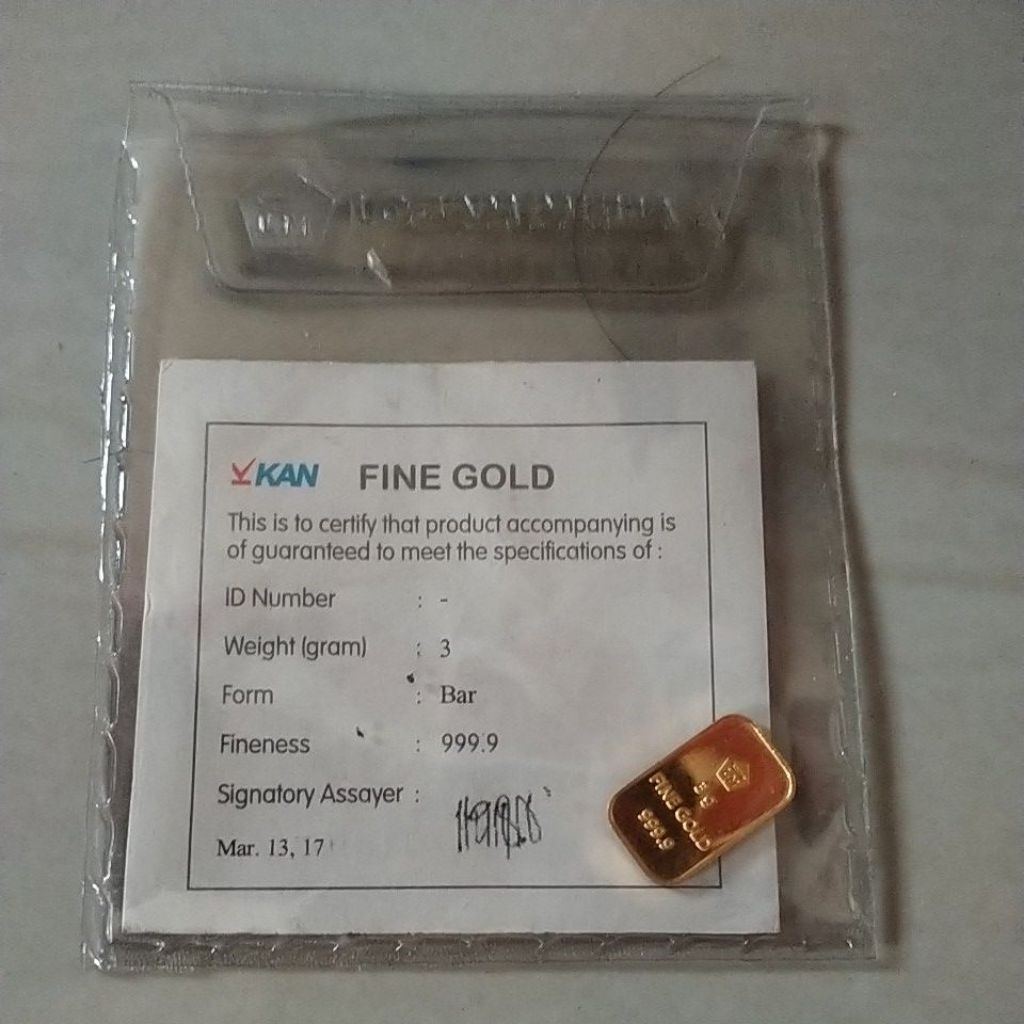 KAN FINE GOLD
This is to certify that product accompanying is
of guaranteed to meet the specifications of :
ID Number : -
Weight (gram) : 3
Form : Bar
Fineness : 999.9
Signatory Assayer :
Mar. 13, 17
FINE GOLD
999.9